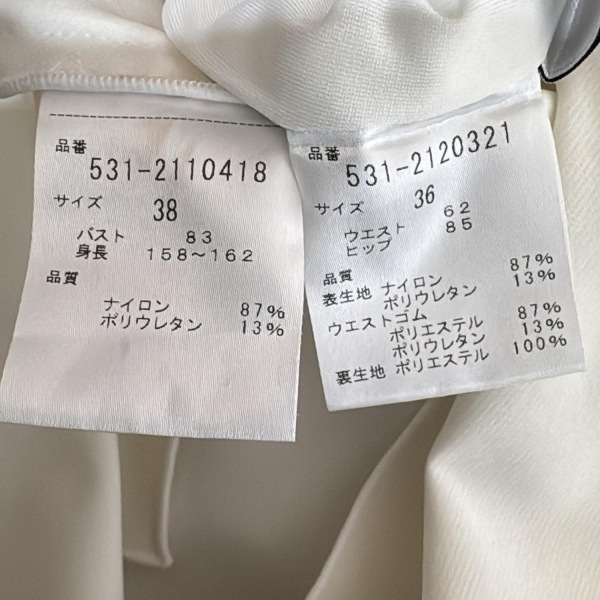 品番
531-2110418
サイズ 38
バスト 83
身長 158～162
品質
ナイロン 87%
ポリウレタン 13%
品番
531-2120321
サイズ 36
ウエスト 62
ヒップ 85
品質
表生地 ナイロン 87%
ポリウレタン 13%
ウエストゴム
ポリエステル 87%
ポリウレタン 13%
裏生地 ポリエステル 100%